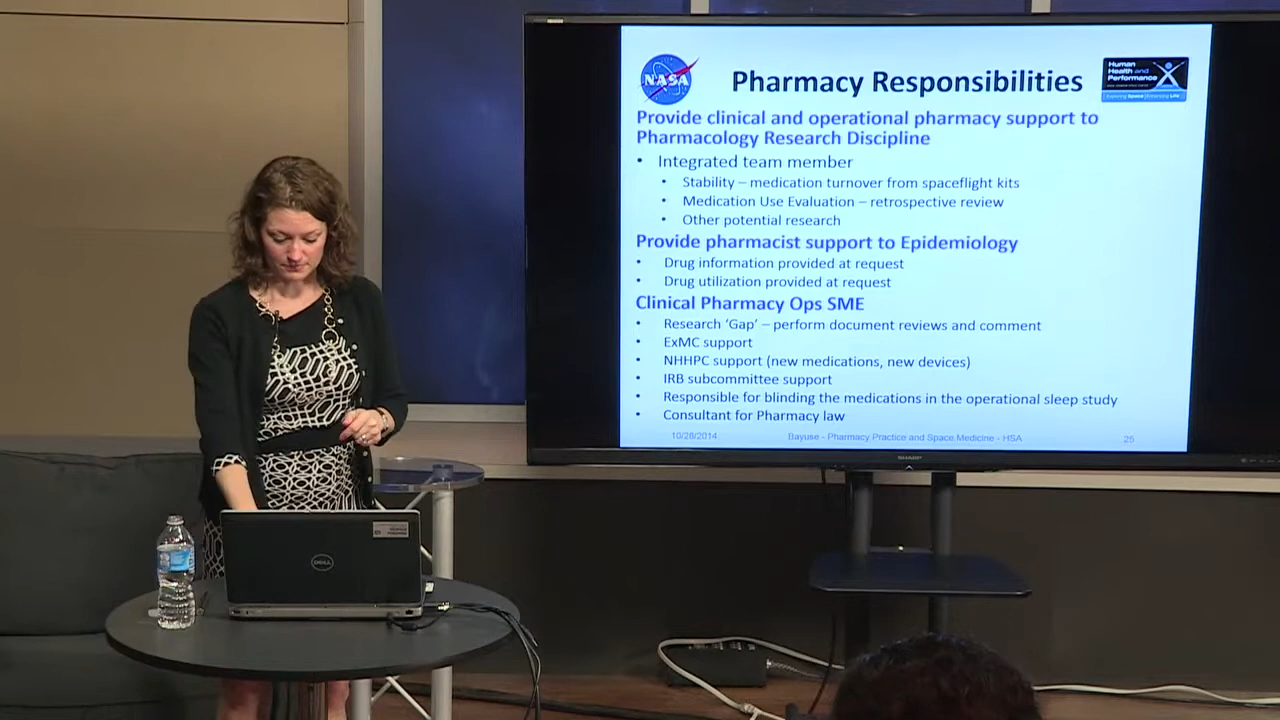 NASA
Pharmacy Responsibilities
Human
Health and
Performance
Exploring Space | Enhancing Life
Provide clinical and operational pharmacy support to
Pharmacology Research Discipline
• Integrated team member
• Stability – medication turnover from spaceflight kits
• Medication Use Evaluation – retrospective review
• Other potential research
Provide pharmacist support to Epidemiology
• Drug information provided at request
• Drug utilization provided at request
Clinical Pharmacy Ops SME
• Research ‘Gap’ – perform document reviews and comment
• ExMC support
• NHHPC support (new medications, new devices)
• IRB subcommittee support
• Responsible for blinding the medications in the operational sleep study
• Consultant for Pharmacy law
10/28/2014 Bayuse - Pharmacy Practice and Space Medicine - HSA 25
SHARP
DELL